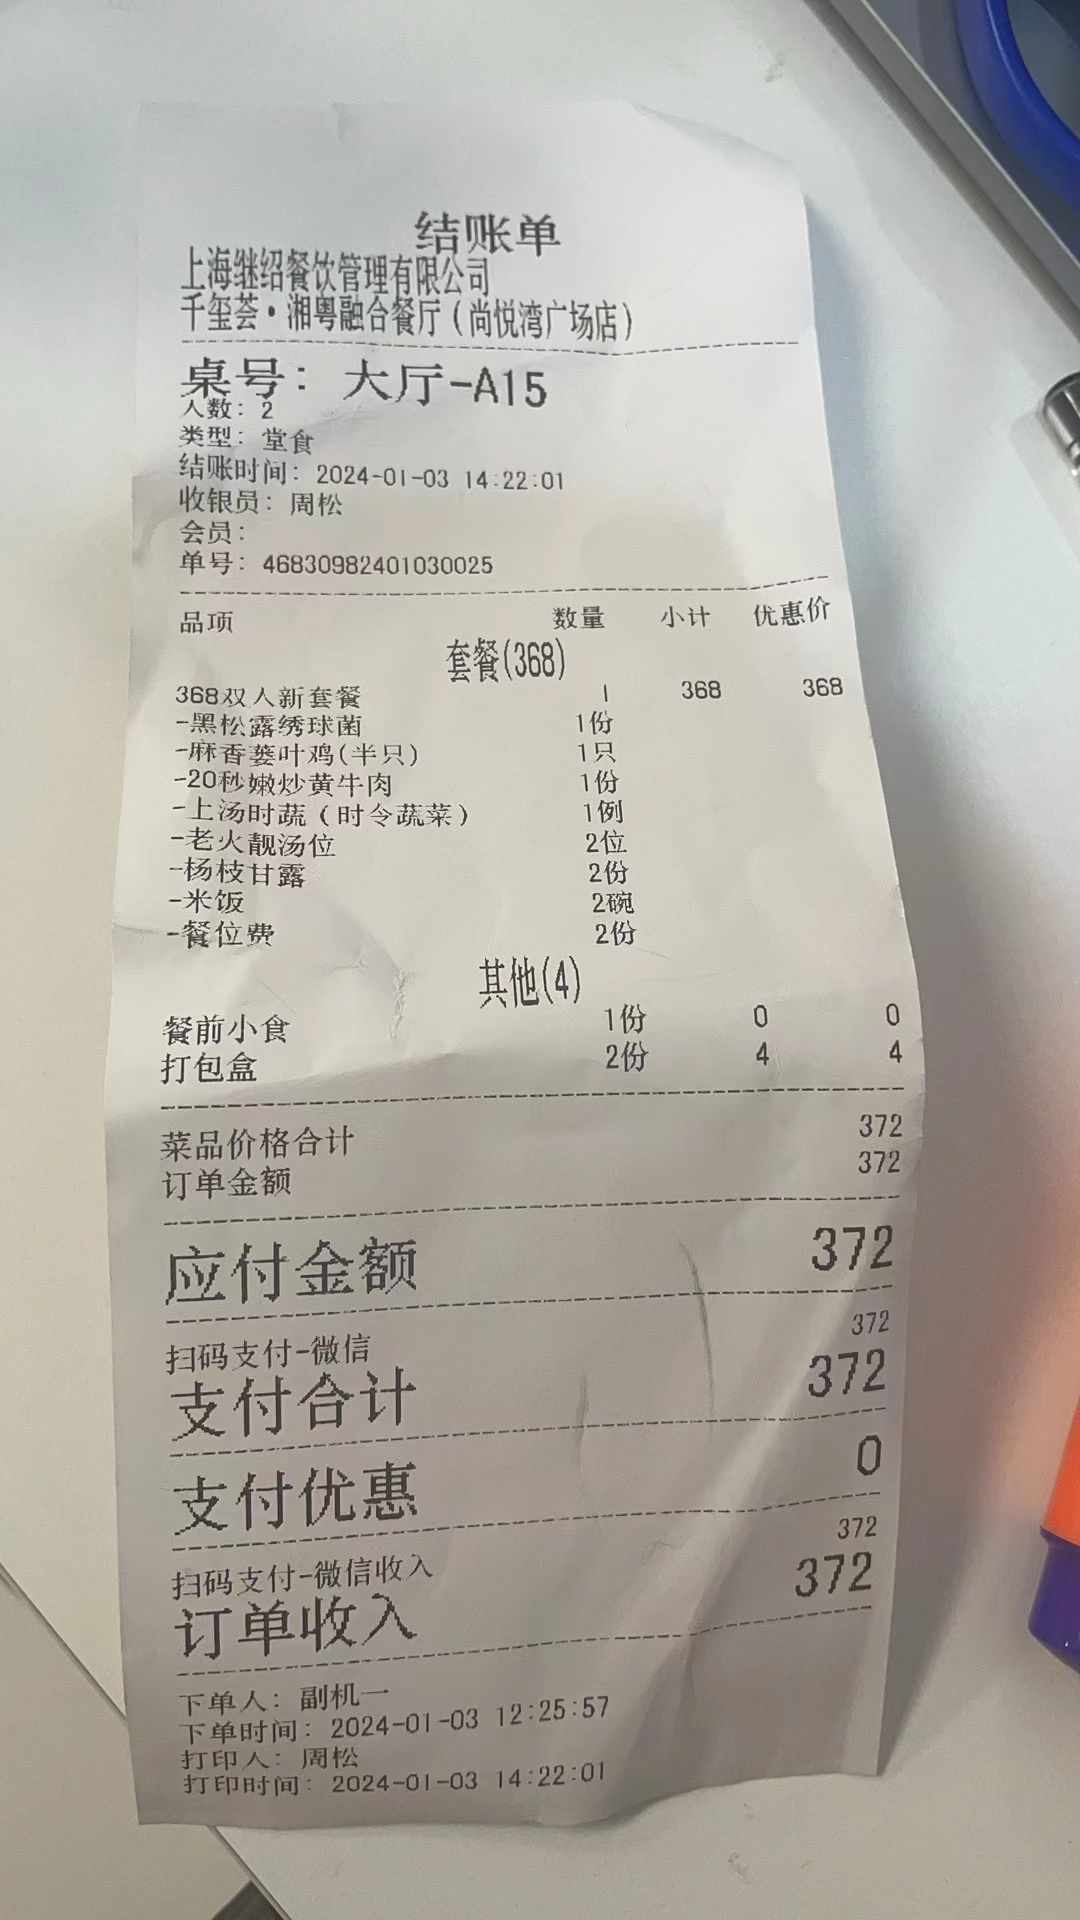 结账单
上海继绍餐饮管理有限公司
千玺荟·湘粤融合餐厅（尚悦湾广场店）
桌号：大厅-A15
人数：2
类型：堂食
结账时间：2024-01-03 14:22:01
收银员：周松
会员：
单号：46830982401030025
品项 数量 小计 优惠价
套餐(368)
368双人新套餐 1 368 368
-黑松露绣球菌 1份
-麻香蒌叶鸡(半只) 1只
-20秒嫩炒黄牛肉 1份
-上汤时蔬（时令蔬菜） 1例
-老火靓汤位 2位
-杨枝甘露 2份
-米饭 2碗
-餐位费 2份
其他(4)
餐前小食 1份 0 0
打包盒 2份 4 4
菜品价格合计 372
订单金额 372
应付金额 372
扫码支付-微信 372
支付合计 372
支付优惠 0
扫码支付-微信收入 372
订单收入 372
下单人：副机一
下单时间：2024-01-03 12:25:57
打印人：周松
打印时间：2024-01-03 14:22:01